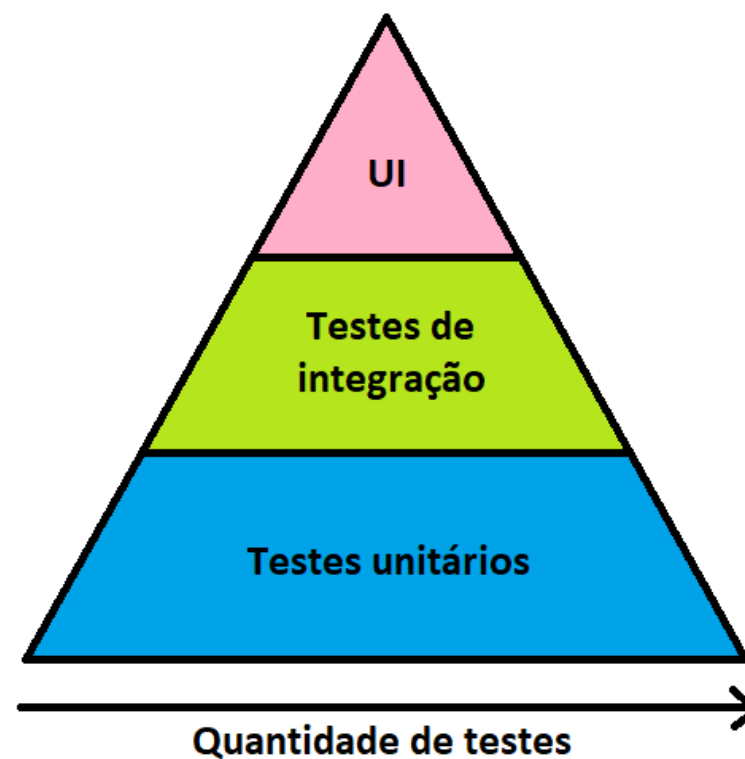 UI
Testes de
integração
Testes unitários
Quantidade de testes